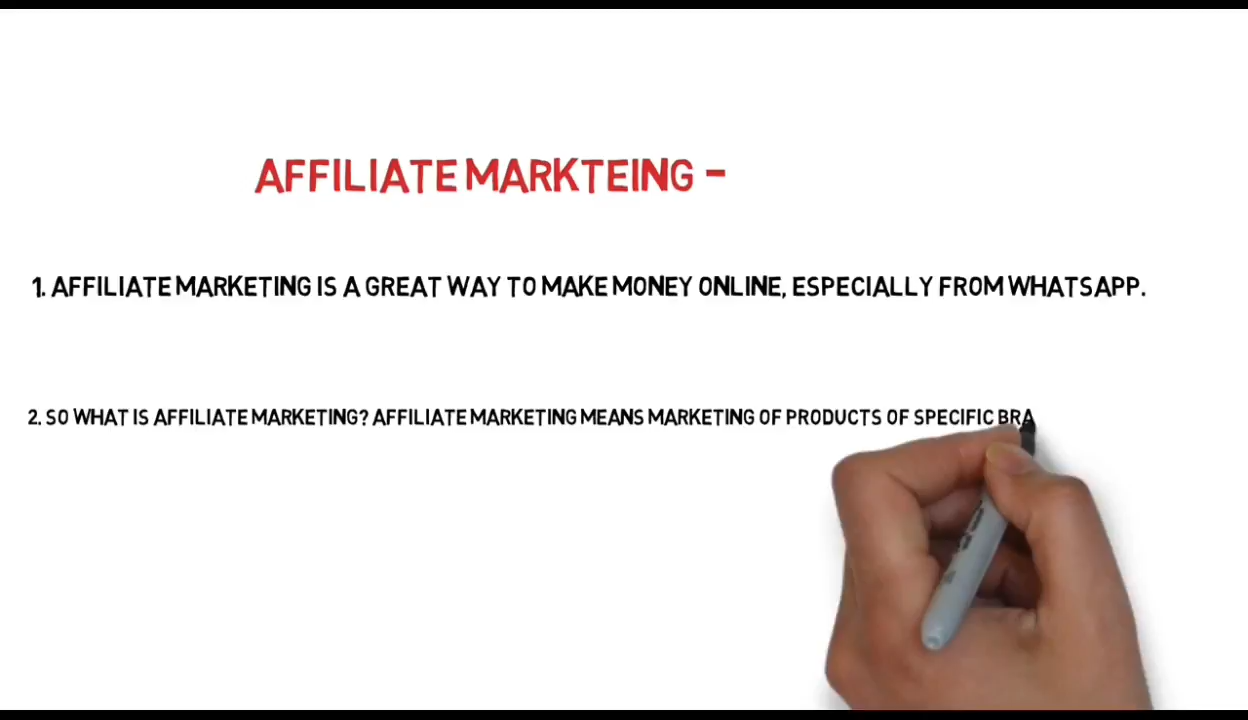 AFFILIATE MARKTEING -
1. AFFILIATE MARKETING IS A GREAT WAY TO MAKE MONEY ONLINE, ESPECIALLY FROM WHATSAPP.
2. SO WHAT IS AFFILIATE MARKETING? AFFILIATE MARKETING MEANS MARKETING OF PRODUCTS OF SPECIFIC BRA